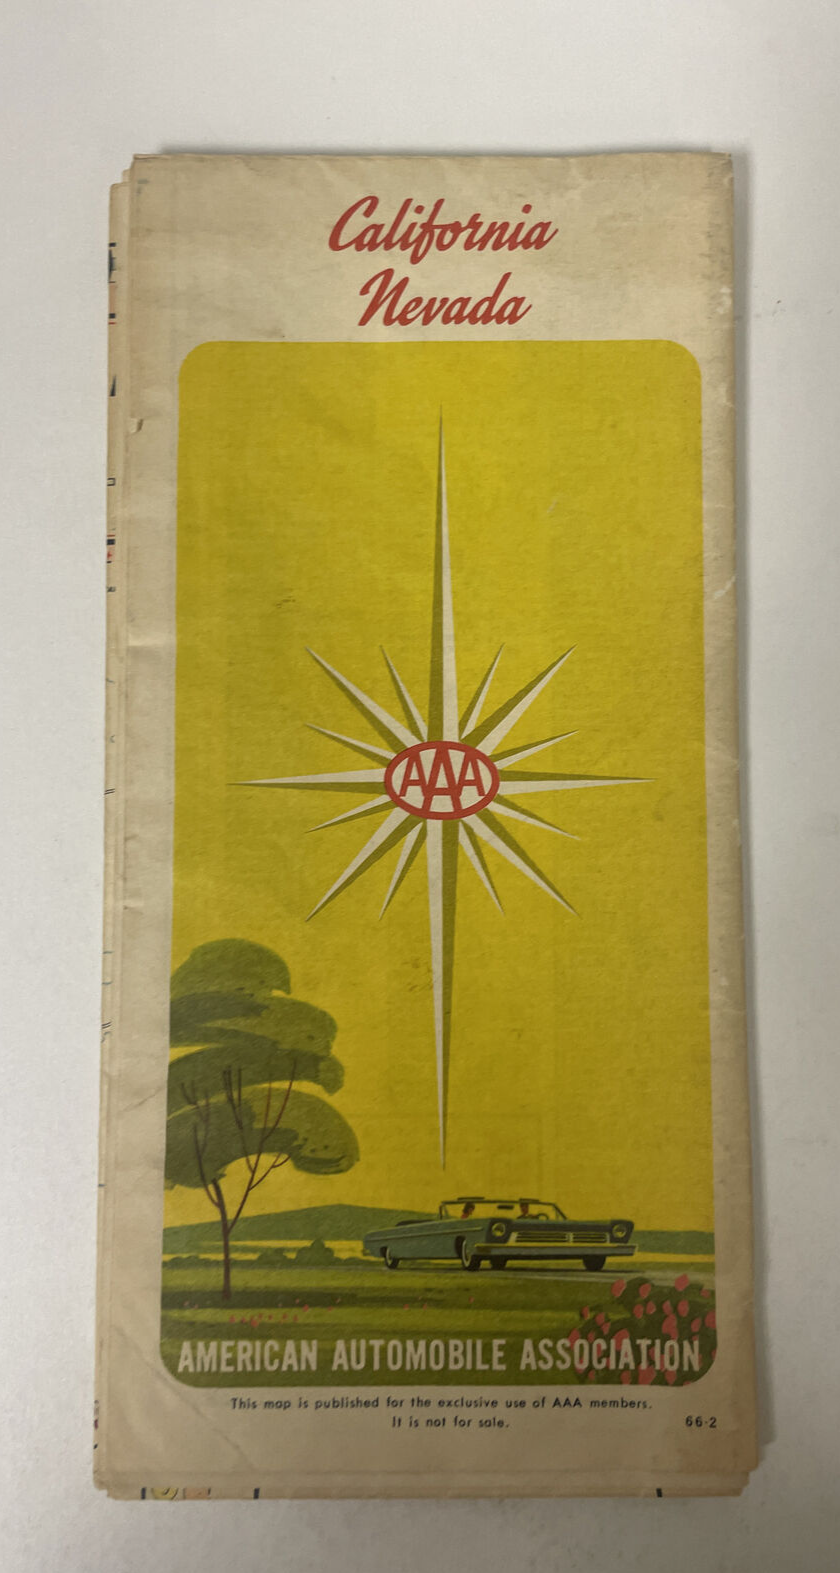 California
Nevada
AAA
AMERICAN AUTOMOBILE ASSOCIATION
This map is published for the exclusive use of AAA members.
It is not for sale.
66-2